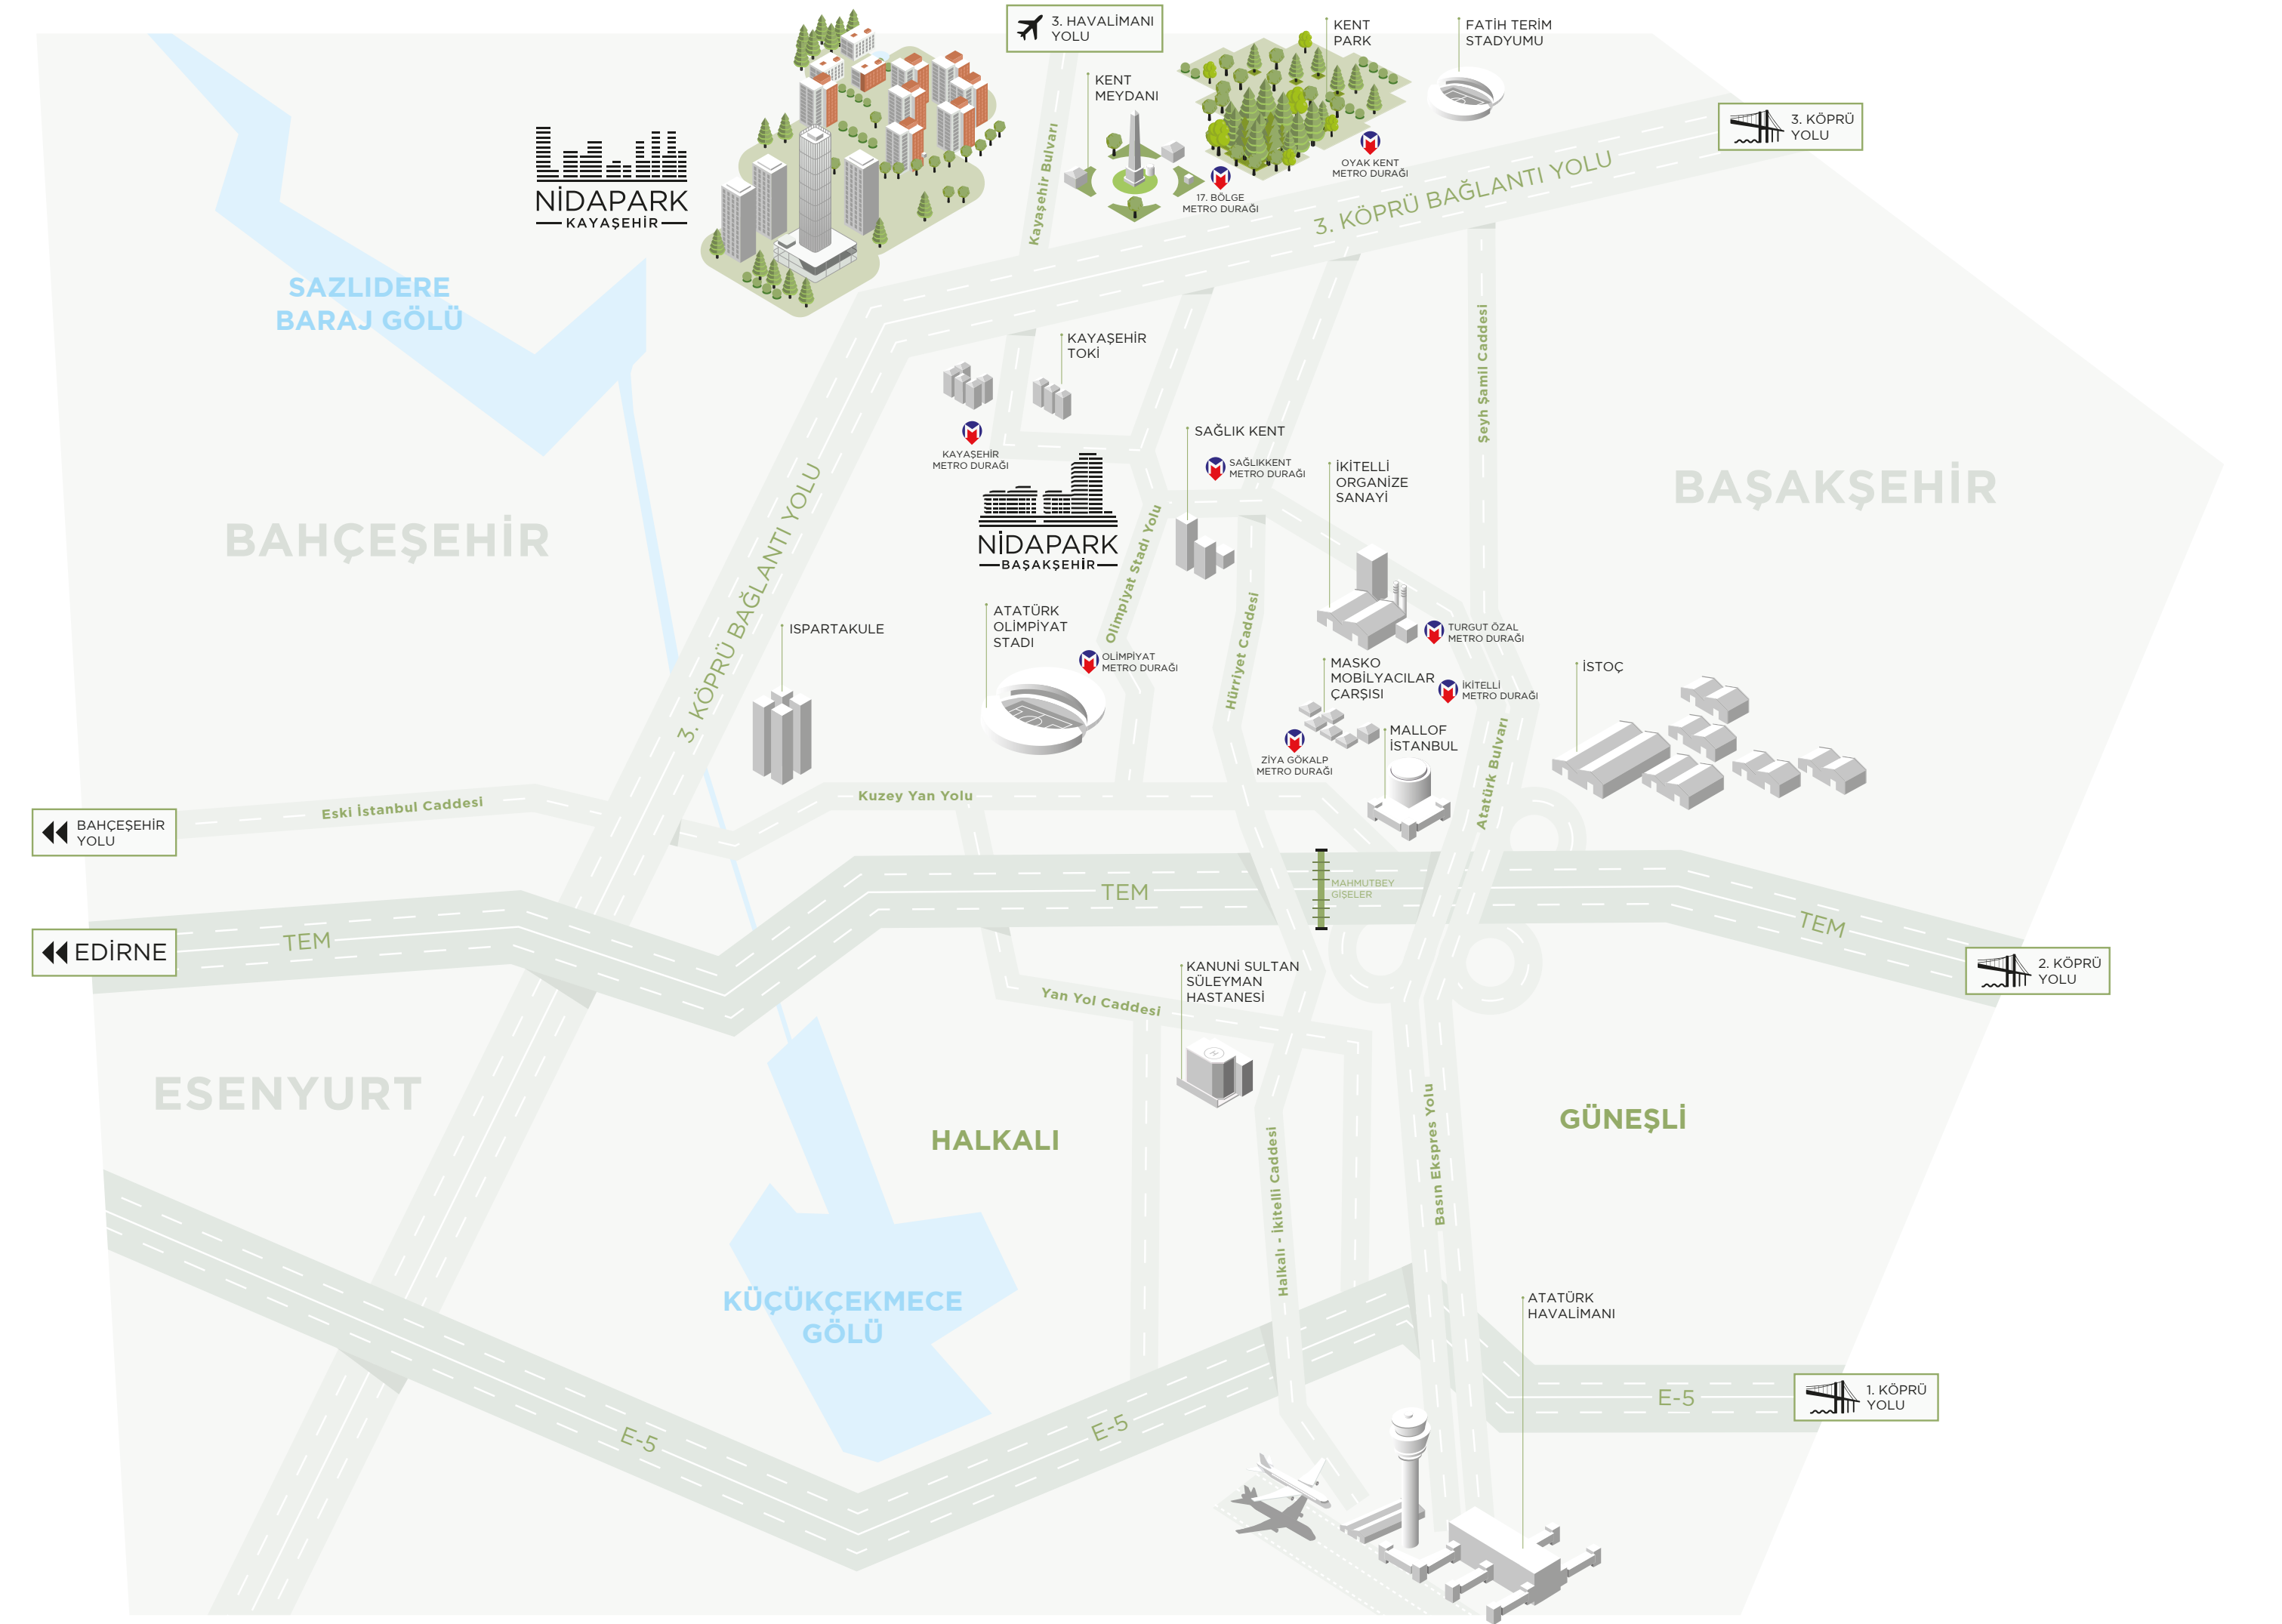 3. HAVALİMANI
YOLU
KENT
PARK
FATİH TERİM
STADYUMU
KENT
MEYDANI
3. KÖPRÜ
YOLU
NİDAPARK
KAYAŞEHİR
Kayaşehir Bulvarı
OYAK KENT
METRO DURAĞI
17. BÖLGE
METRO DURAĞI
3. KÖPRÜ BAĞLANTI YOLU
SAZLIDERE
BARAJ GÖLÜ
KAYAŞEHİR
TOKİ
Şeyh Şamil Caddesi
KAYAŞEHİR
METRO DURAĞI
SAĞLIK KENT
SAĞLIKKENT
METRO DURAĞI
İKİTELLİ
ORGANİZE
SANAYİ
BAŞAKŞEHİR
BAHÇEŞEHİR
3. KÖPRÜ BAĞLANTI YOLU
NİDAPARK
BAŞAKŞEHİR
Olimpiyat Stadı Yolu
Hürriyet Caddesi
ISPARTAKULE
ATATÜRK
OLİMPİYAT
STADI
OLİMPİYAT
METRO DURAĞI
TURGUT ÖZAL
METRO DURAĞI
MASKO
MOBİLYACILAR
ÇARŞISI
İKİTELLİ
METRO DURAĞI
İSTOÇ
ZİYA GÖKALP
METRO DURAĞI
MALLOF
İSTANBUL
Atatürk Bulvarı
BAHÇEŞEHİR
YOLU
Eski İstanbul Caddesi
Kuzey Yan Yolu
EDİRNE
TEM
TEM
MAHMUTBEY
GİŞELER
TEM
2. KÖPRÜ
YOLU
KANUNİ SULTAN
SÜLEYMAN
HASTANESİ
Yan Yol Caddesi
ESENYURT
HALKALI
GÜNEŞLİ
Halkalı - İkitelli Caddesi
Basın Ekspres Yolu
KÜÇÜKÇEKMECE
GÖLÜ
ATATÜRK
HAVALİMANI
E-5
E-5
E-5
1. KÖPRÜ
YOLU